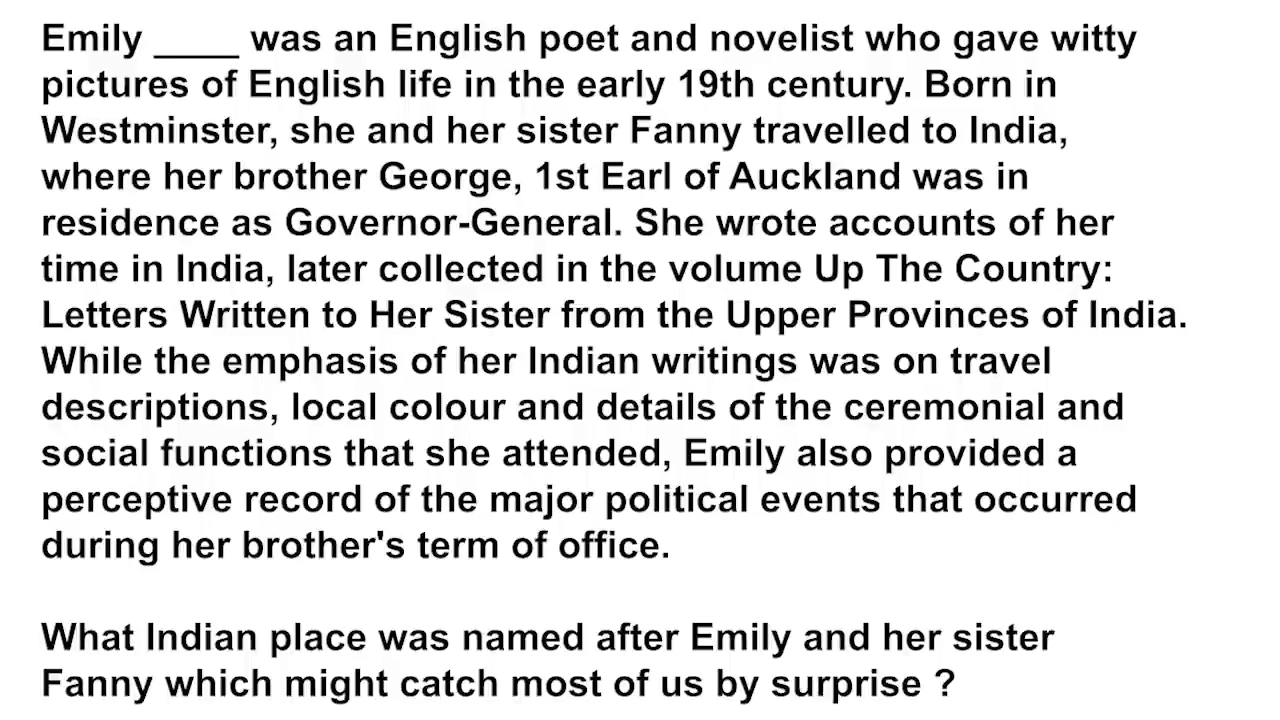 Emily ____ was an English poet and novelist who gave witty
pictures of English life in the early 19th century. Born in
Westminster, she and her sister Fanny travelled to India,
where her brother George, 1st Earl of Auckland was in
residence as Governor-General. She wrote accounts of her
time in India, later collected in the volume Up The Country:
Letters Written to Her Sister from the Upper Provinces of India.
While the emphasis of her Indian writings was on travel
descriptions, local colour and details of the ceremonial and
social functions that she attended, Emily also provided a
perceptive record of the major political events that occurred
during her brother's term of office.
What Indian place was named after Emily and her sister
Fanny which might catch most of us by surprise ?